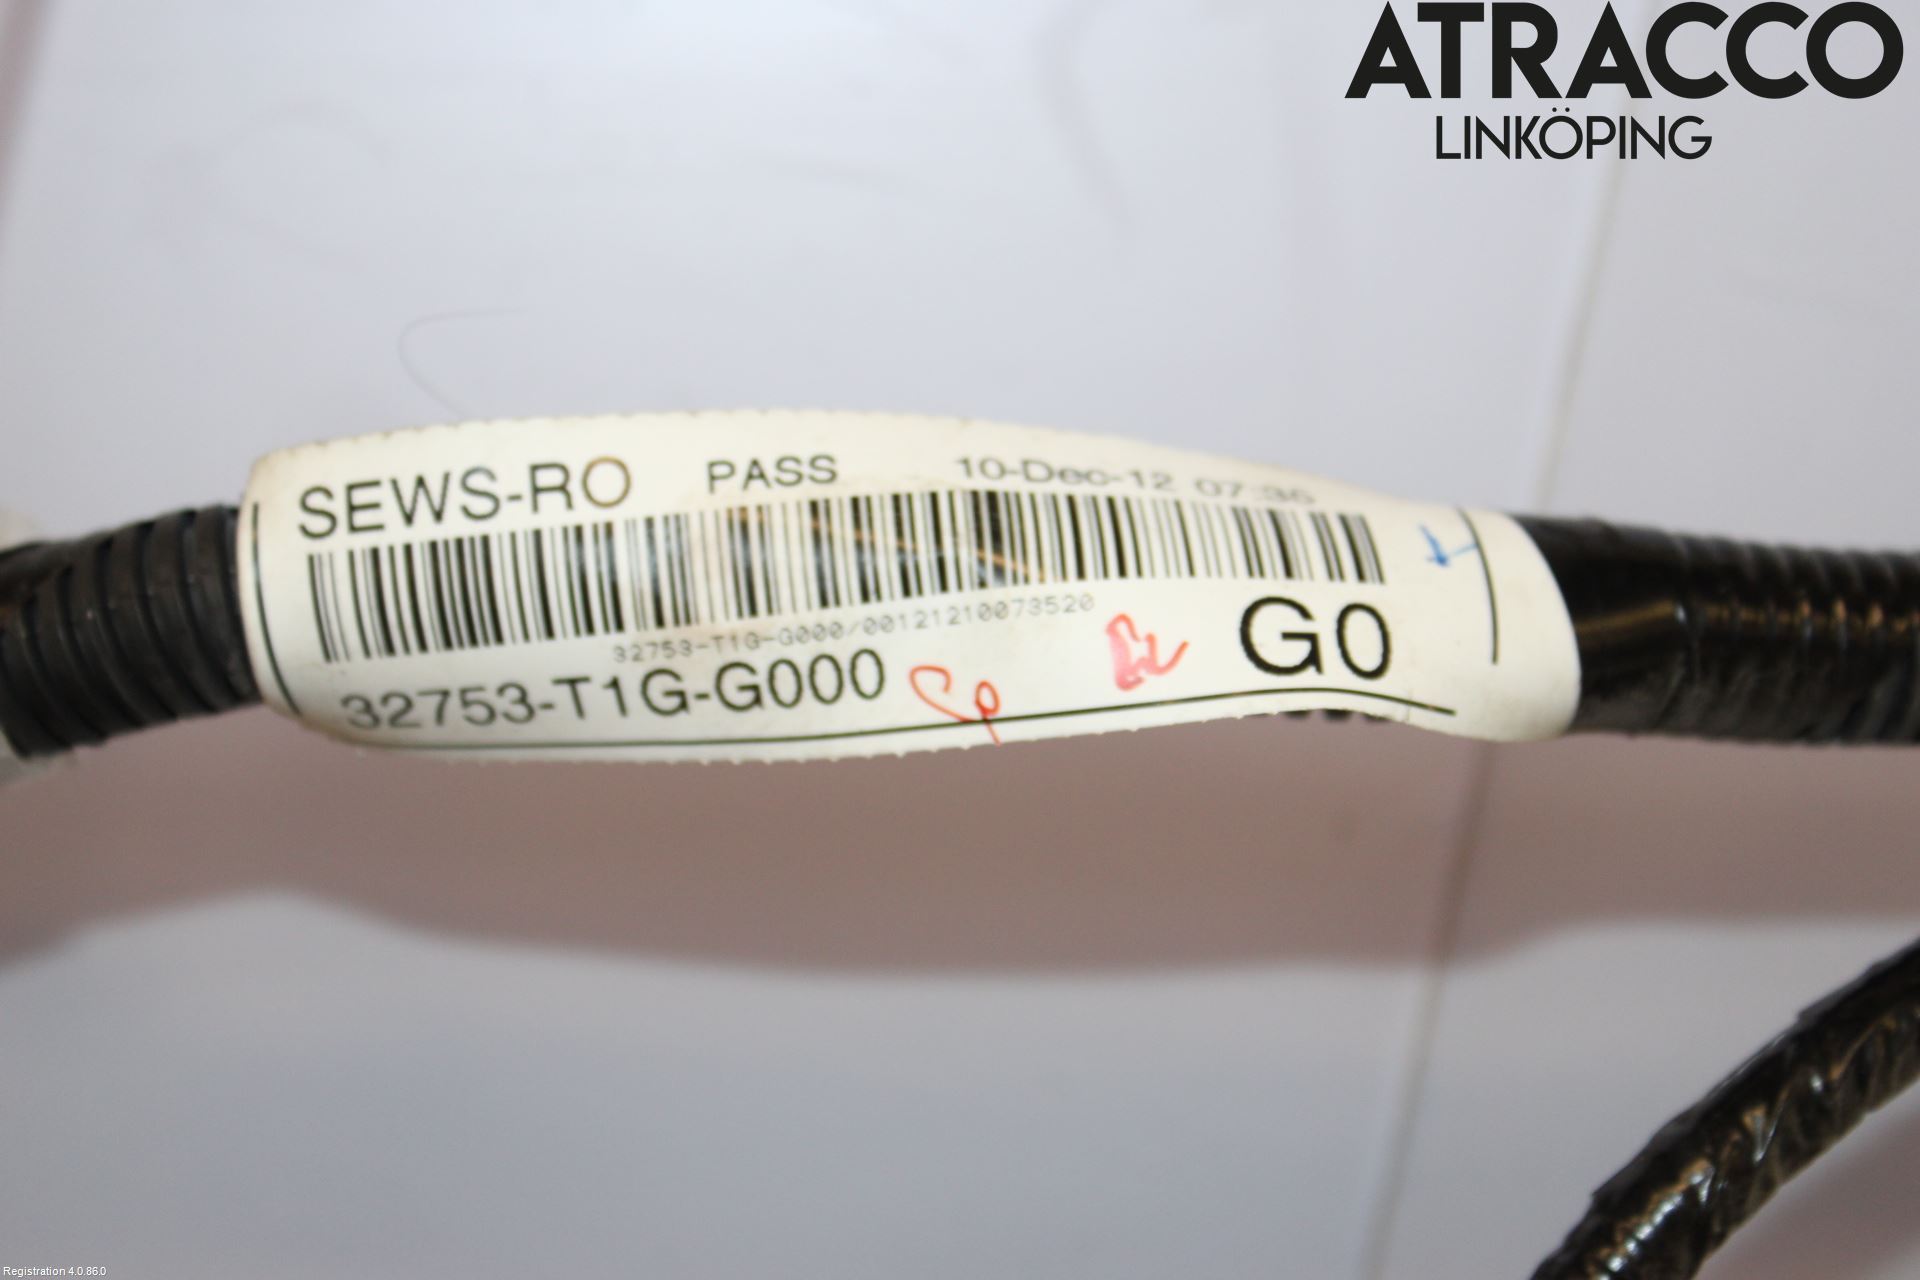 ATRACCO
LINKÖPING
SEWS-RO PASS 10-Dec-12 07:36
32753-T1G-G000/00121210073520
32753-T1G-G000 G0
Registration 4.0.86.0